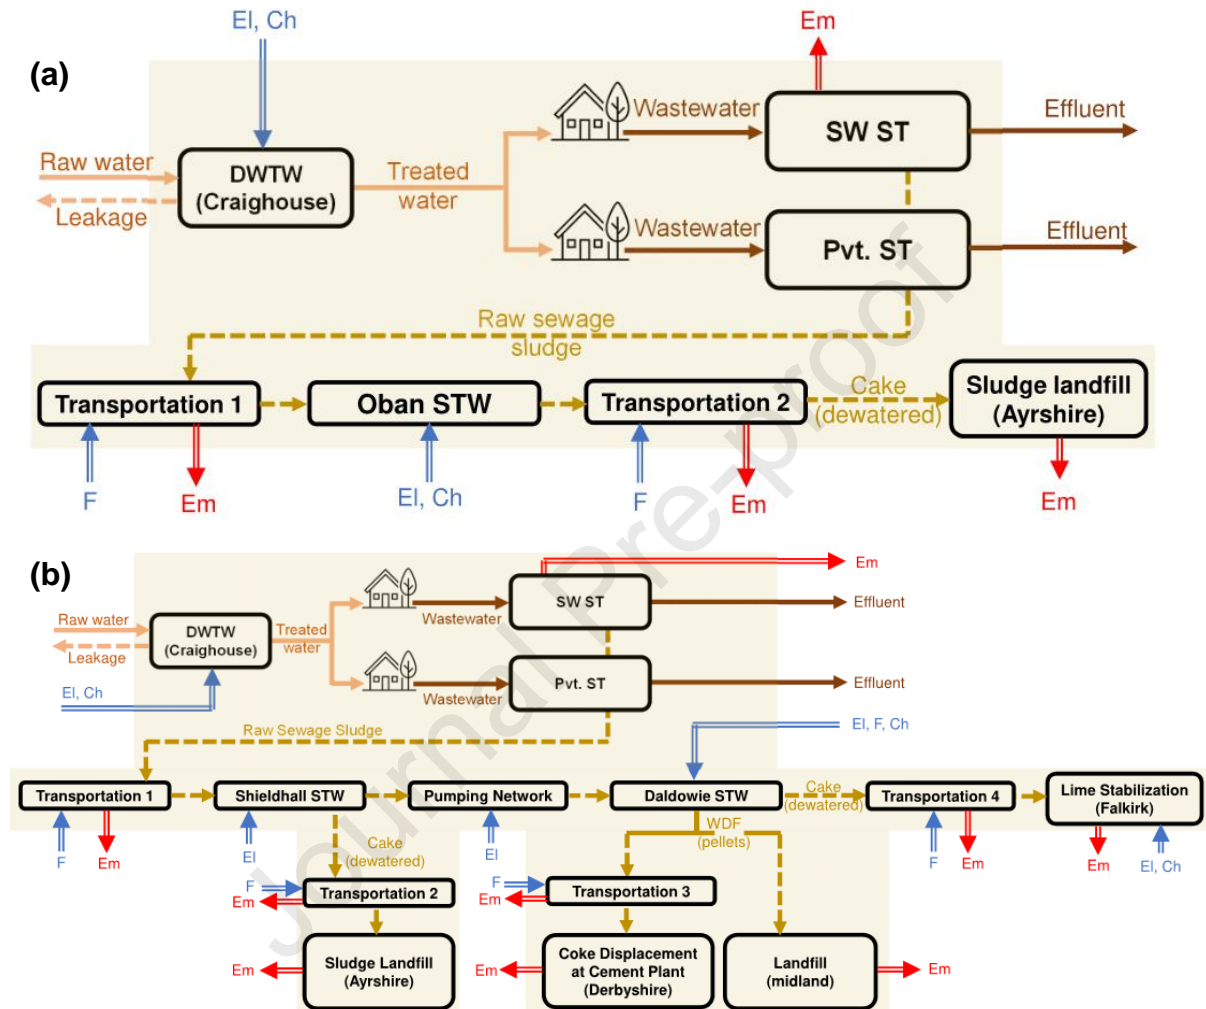 (a)
El, Ch
Em
Raw water
Leakage
DWTW
(Craighouse)
Treated
water
Wastewater
SW ST
Effluent
Wastewater
Pvt. ST
Effluent
Raw sewage
sludge
Transportation 1
Oban STW
Transportation 2
Cake
(dewatered)
Sludge landfill
(Ayrshire)
F
Em
El, Ch
F
Em
Em
(b)
Em
Raw water
Leakage
DWTW
(Craighouse)
Treated
water
Wastewater
SW ST
Effluent
Wastewater
Pvt. ST
Effluent
El, Ch
Raw Sewage Sludge
El, F, Ch
Transportation 1
Shieldhall STW
Pumping Network
Daldowie STW
Cake
(dewatered)
Transportation 4
Lime Stabilization
(Falkirk)
F
Em
El
Cake
(dewatered)
El
WDF
(pellets)
F
Em
Em
El, Ch
F
Em
Transportation 2
F
Em
Transportation 3
Em
Sludge Landfill
(Ayrshire)
Em
Coke Displacement
at Cement Plant
(Derbyshire)
Landfill
(midland)
Em
Journal Pre-proof